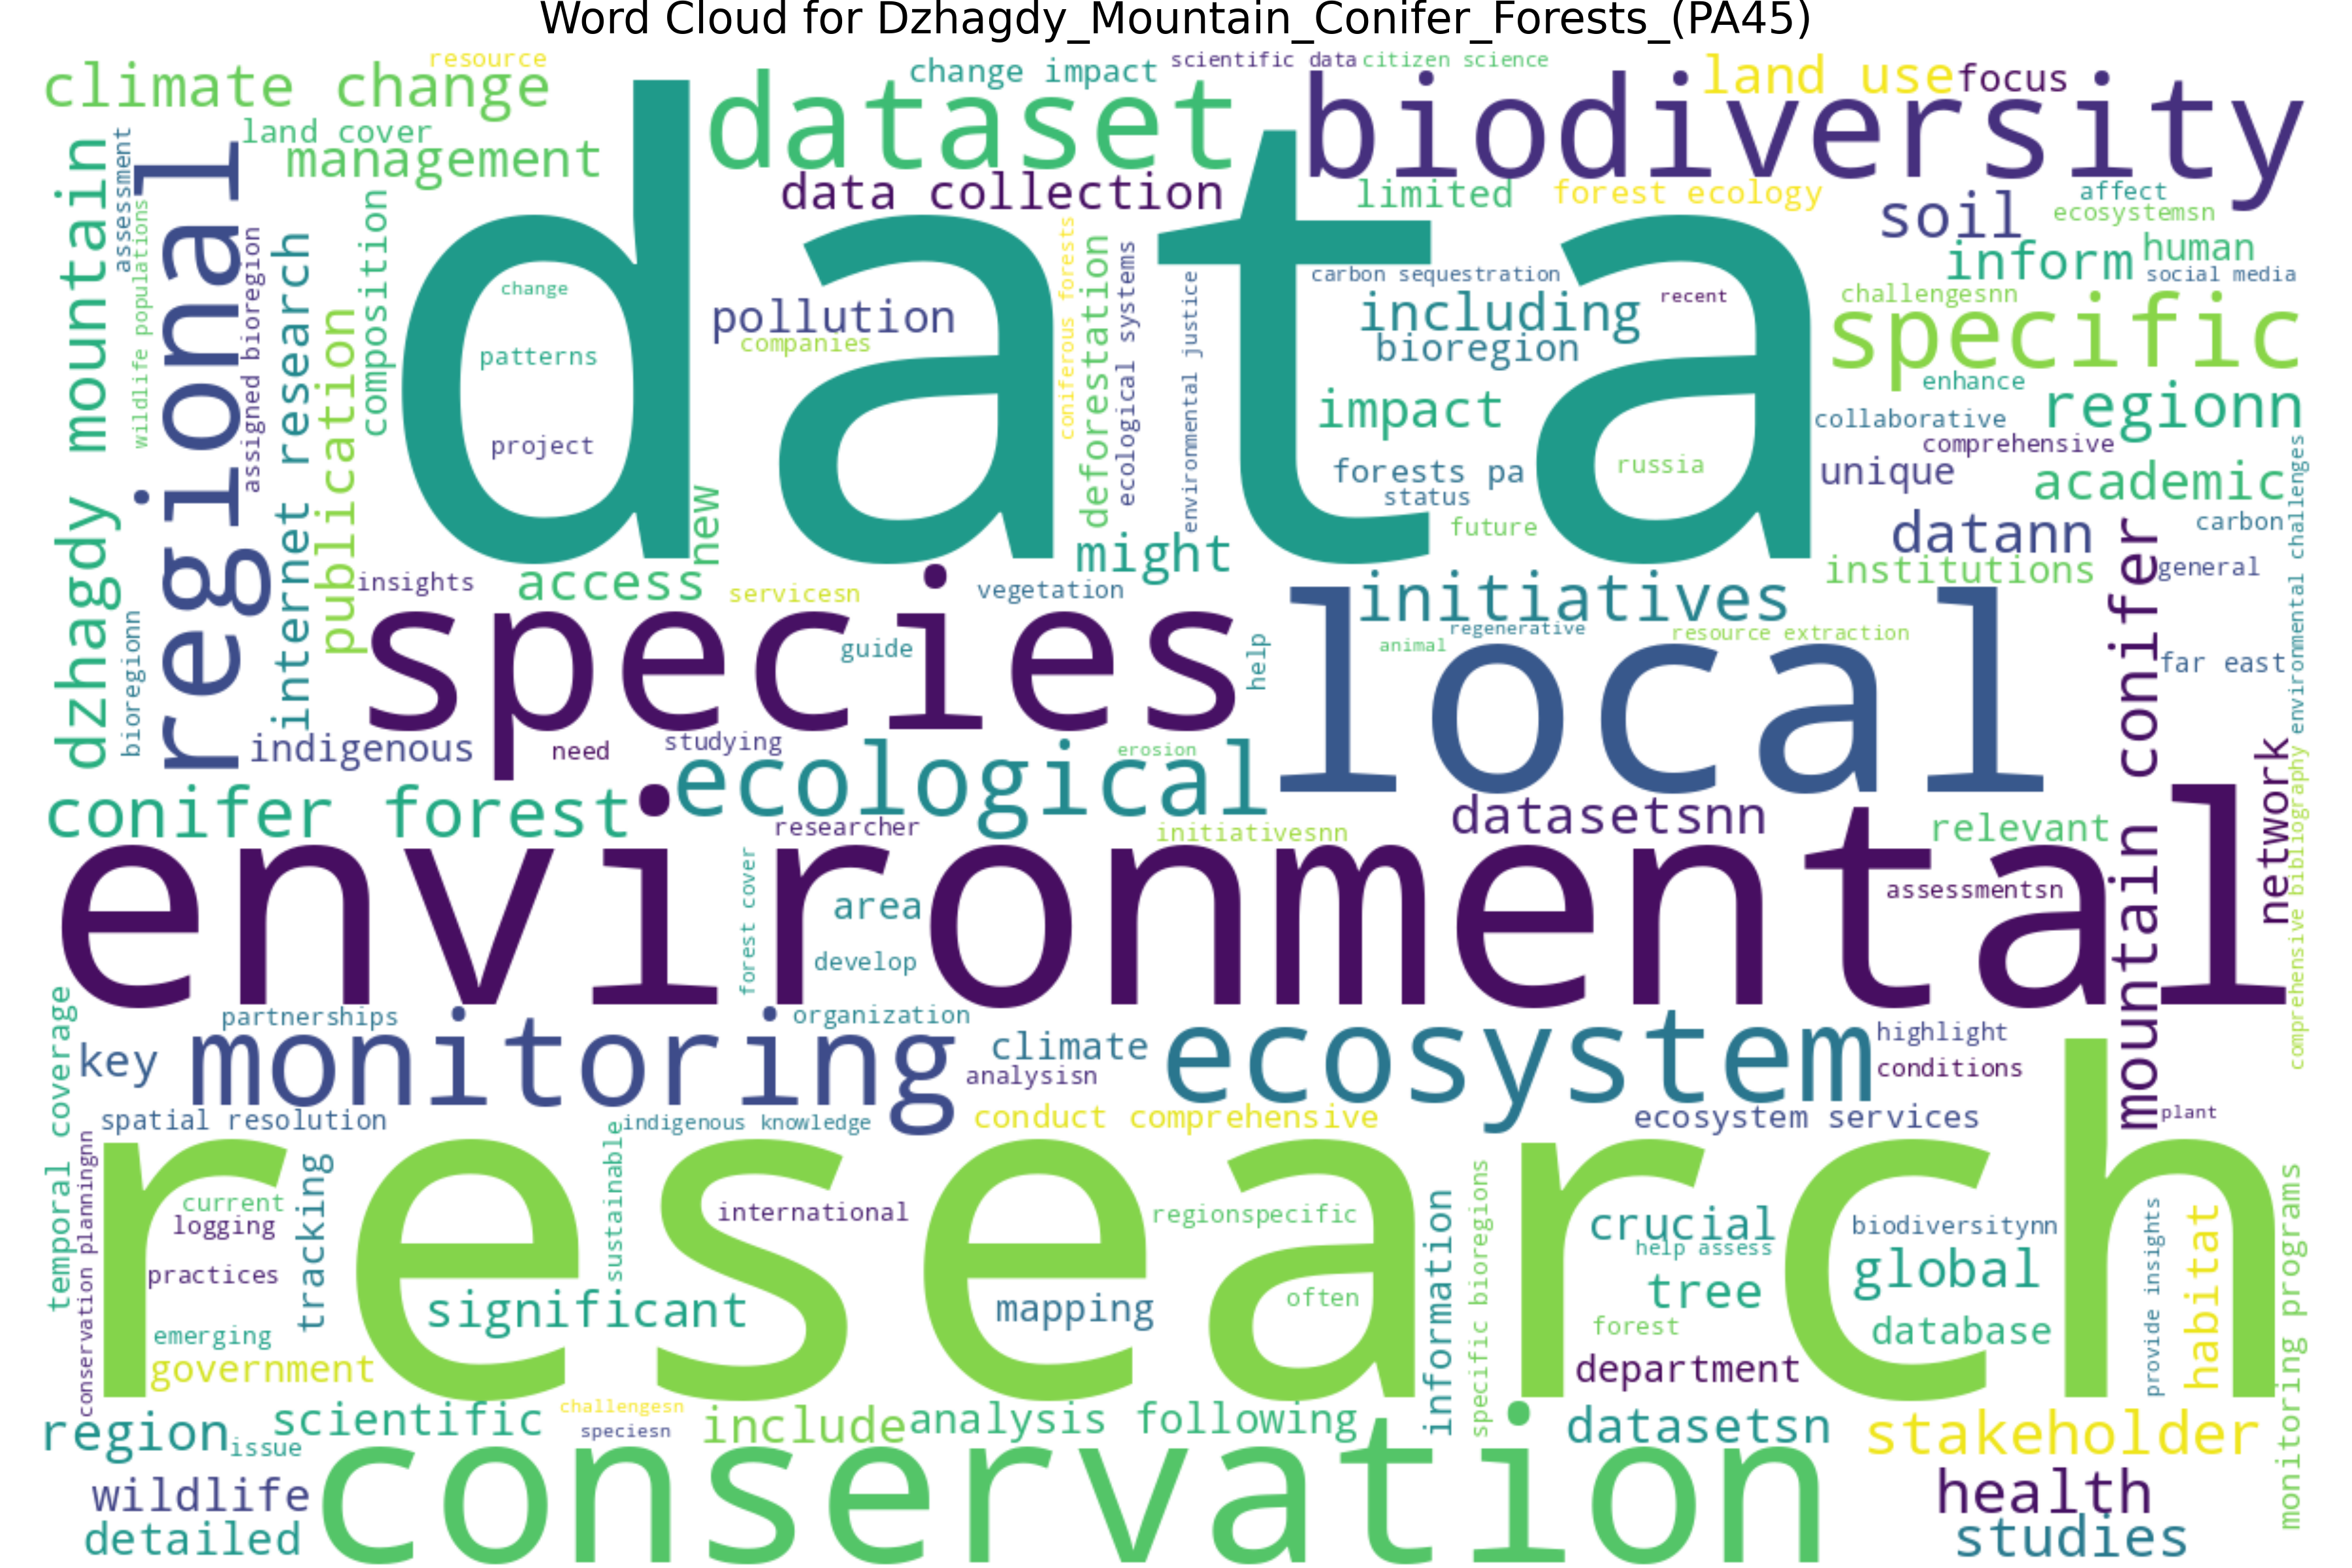 Word Cloud for Dzhagdy_Mountain_Conifer_Forests_(PA45)
resource
climate change
change impact
scientific data
citizen science
land use
focus
dataset
biodiversity
land cover
management
data collection
limited
forest ecology
affect
soil
ecosystemsn
inform
human
social media
dzhagdy mountain
assessment
wildlife populations
bioregionn
regional
assigned bioregion
internet research
publication
composition
data
change
patterns
project
pollution
companies
coniferous forests
deforestation
ecological systems
environmental justice
carbon sequestration
including
recent
bioregion
impact
forests pa
status
russia
future
challengesnn
specific
enhance
regionn
collaborative
comprehensive
unique
academic
environmental challenges
datann
carbon
institutions
general
new
might
insights
access
servicesn
vegetation
initiatives
species
guide
help
animal
regenerative
resource extraction
local
far east
mountain conifer
indigenous
need
studying
erosion
ecological
network
comprehensive bibliography
conifer forest
researcher
initiativesnn
datasetsnn
relevant
environmental
forest cover
area
develop
assessmentsn
partnerships
organization
key
monitoring
climate
analysisn
ecosystem
highlight
conditions
temporal coverage
spatial resolution
indigenous knowledge
conduct comprehensive
ecosystem services
plant
conservation planningnn
research
current
logging
practices
tracking
emerging
government
sustainable
significant
international
mapping
regionspecific
often
information
specific bioregions
crucial
help assess
tree
forest
department
biodiversitynn
global
database
provide insights
habitat
monitoring programs
region
issue
scientific
challengesn
speciesn
include
analysis following
datasetsn
stakeholder
wildlife
detailed
conservation
health
studies